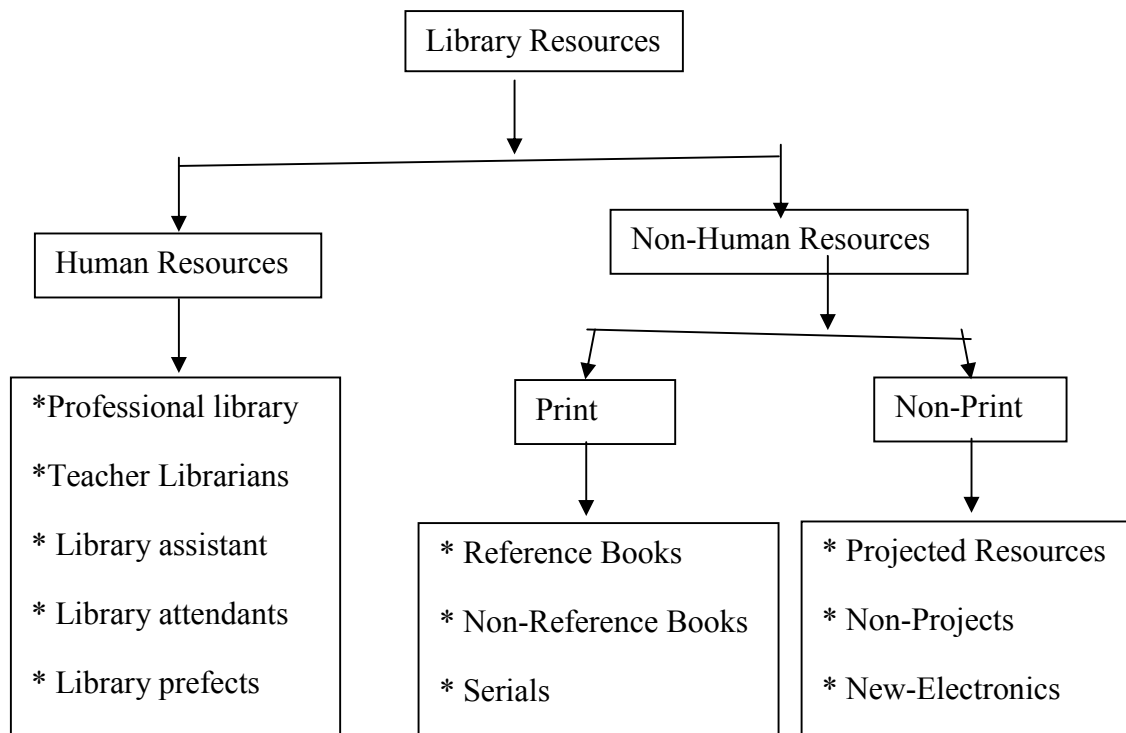 Library Resources
Human Resources
Non-Human Resources
*Professional library
*Teacher Librarians
* Library assistant
* Library attendants
* Library prefects
Print
Non-Print
* Reference Books
* Non-Reference Books
* Serials
* Projected Resources
* Non-Projects
* New-Electronics